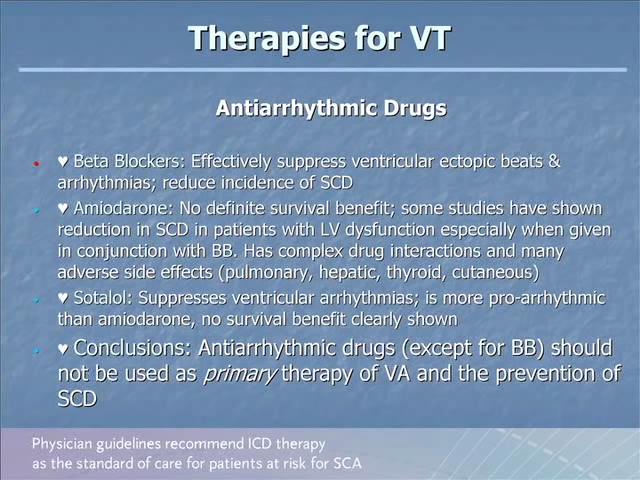 Therapies for VT
Antiarrhythmic Drugs
• ♥ Beta Blockers: Effectively suppress ventricular ectopic beats &
arrhythmias; reduce incidence of SCD
• ♥ Amiodarone: No definite survival benefit; some studies have shown
reduction in SCD in patients with LV dysfunction especially when given
in conjunction with BB. Has complex drug interactions and many
adverse side effects (pulmonary, hepatic, thyroid, cutaneous)
• ♥ Sotalol: Suppresses ventricular arrhythmias; is more pro-arrhythmic
than amiodarone, no survival benefit clearly shown
• ♥ Conclusions: Antiarrhythmic drugs (except for BB) should
not be used as primary therapy of VA and the prevention of
SCD
Physician guidelines recommend ICD therapy
as the standard of care for patients at risk for SCA